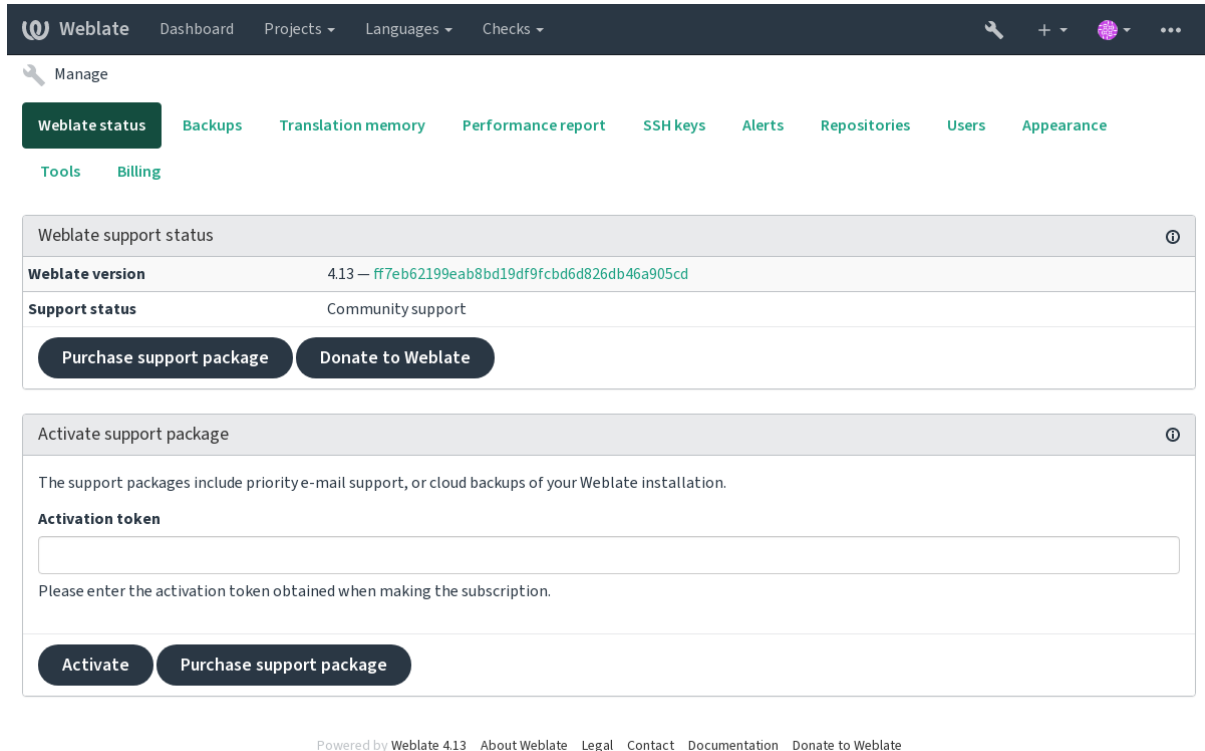 Weblate Dashboard Projects Languages Checks
Manage
Weblate status Backups Translation memory Performance report SSH keys Alerts Repositories Users Appearance
Tools Billing
Weblate support status
Weblate version 4.13 — ff7eb62199eab8bd19df9fcbd6d826db46a905cd
Support status Community support
Purchase support package Donate to Weblate
Activate support package
The support packages include priority e-mail support, or cloud backups of your Weblate installation.
Activation token
Please enter the activation token obtained when making the subscription.
Activate Purchase support package
Powered by Weblate 4.13 About Weblate Legal Contact Documentation Donate to Weblate